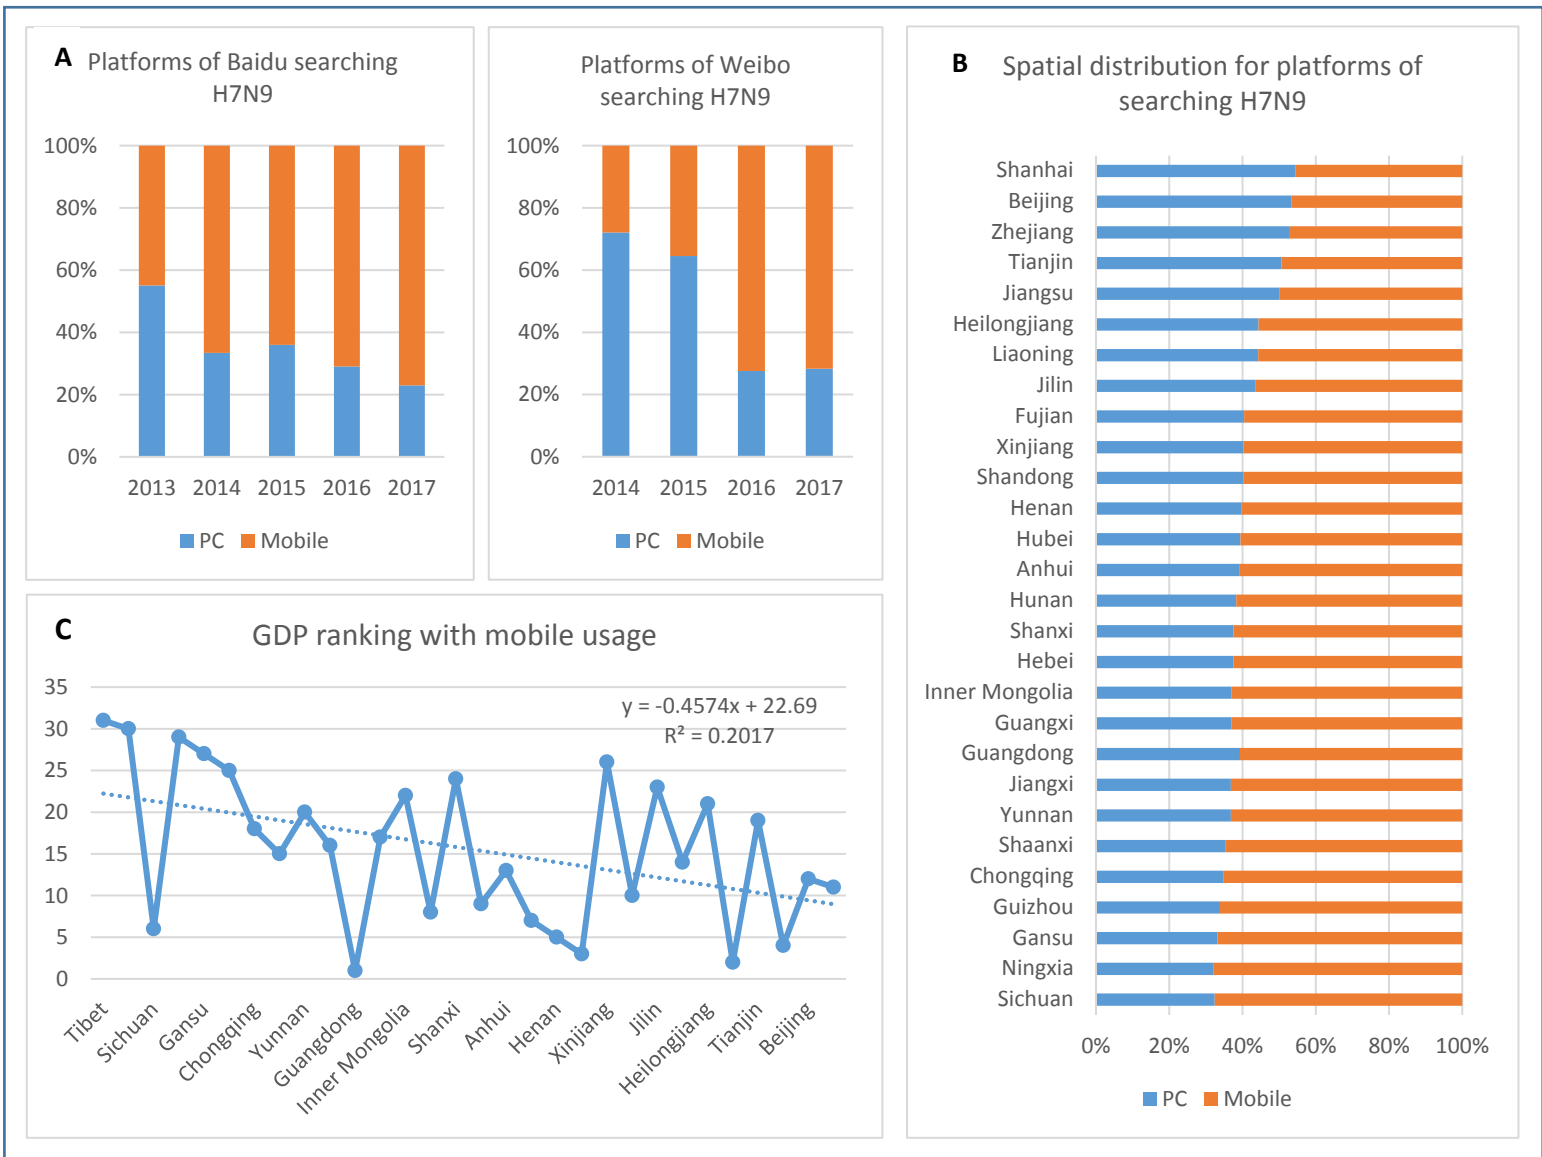 A
Platforms of Baidu searching
H7N9
100%
80%
60%
40%
20%
0%
2013 2014 2015 2016 2017
PC Mobile
Platforms of Weibo
searching H7N9
100%
80%
60%
40%
20%
0%
2014 2015 2016 2017
PC Mobile
B
Spatial distribution for platforms of
searching H7N9
Shanhai
Beijing
Zhejiang
Tianjin
Jiangsu
Heilongjiang
Liaoning
Jilin
Fujian
Xinjiang
Shandong
Henan
Hubei
Anhui
Hunan
Shanxi
Hebei
Inner Mongolia
Guangxi
Guangdong
Jiangxi
Yunnan
Shaanxi
Chongqing
Guizhou
Gansu
Ningxia
Sichuan
0% 20% 40% 60% 80% 100%
PC Mobile
C
GDP ranking with mobile usage
y = -0.4574x + 22.69
R² = 0.2017
35
30
25
20
15
10
5
0
Tibet
Sichuan
Gansu
Chongqing
Yunnan
Guangdong
Inner Mongolia
Shanxi
Anhui
Henan
Xinjiang
Jilin
Heilongjiang
Tianjin
Beijing